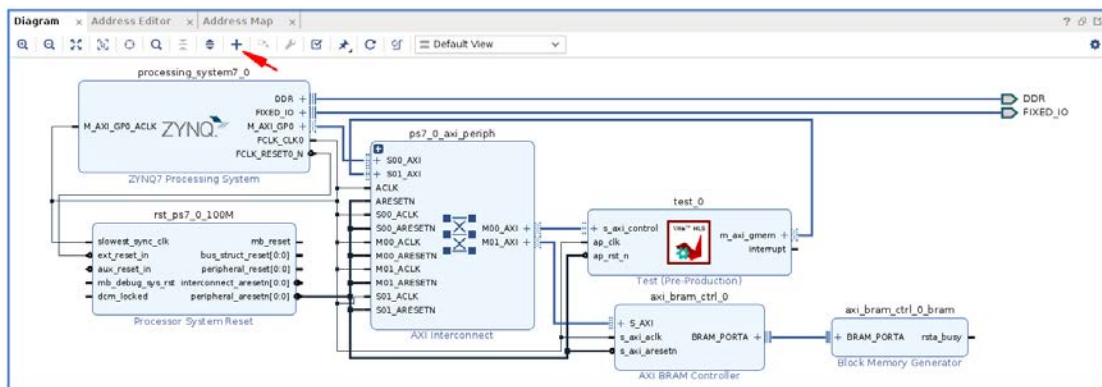 Diagram x Address Editor x Address Map x
Default View
processing_system7_0
M_AXI_GP0_ACLK
ZYNQ
DDR
FIXED_IO
M_AXI_GP0
FCLK_CLK0
FCLK_RESET0_N
ZYNQ7 Processing System
DDR
FIXED_IO
rst_ps7_0_100M
slowest_sync_clk
ext_reset_in
aux_reset_in
mb_debug_sys_rst
dcm_locked
mb_reset
bus_struct_reset[0:0]
peripheral_reset[0:0]
interconnect_aresetn[0:0]
peripheral_aresetn[0:0]
Processor System Reset
ps7_0_axi_periph
S00_AXI
S01_AXI
ACLK
ARESETN
S00_ACLK
S00_ARESETN
M00_ACLK
M00_ARESETN
M01_ACLK
M01_ARESETN
S01_ACLK
S01_ARESETN
M00_AXI
M01_AXI
AXI Interconnect
test_0
s_axi_control
ap_clk
ap_rst_n
m_axi_gmem
interrupt
Test (Pre-Production)
axi_bram_ctrl_0
S_AXI
s_axi_aclk
s_axi_aresetn
BRAM_PORTA
AXI BRAM Controller
axi_bram_ctrl_0_bram
BRAM_PORTA
rsta_busy
Block Memory Generator